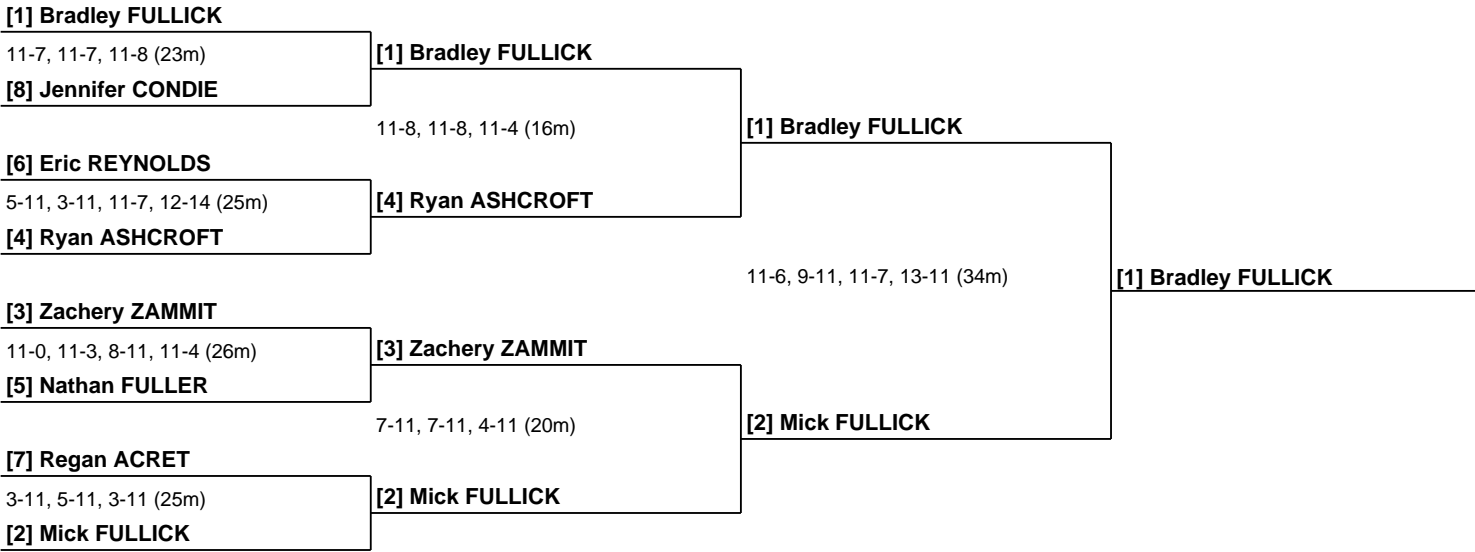 [1] Bradley FULLICK
11-7, 11-7, 11-8 (23m)
[8] Jennifer CONDIE
[1] Bradley FULLICK
11-8, 11-8, 11-4 (16m)
[6] Eric REYNOLDS
5-11, 3-11, 11-7, 12-14 (25m)
[4] Ryan ASHCROFT
[4] Ryan ASHCROFT
[1] Bradley FULLICK
11-6, 9-11, 11-7, 13-11 (34m)
[1] Bradley FULLICK
[3] Zachery ZAMMIT
11-0, 11-3, 8-11, 11-4 (26m)
[5] Nathan FULLER
[3] Zachery ZAMMIT
7-11, 7-11, 4-11 (20m)
[2] Mick FULLICK
[7] Regan ACRET
3-11, 5-11, 3-11 (25m)
[2] Mick FULLICK
[2] Mick FULLICK